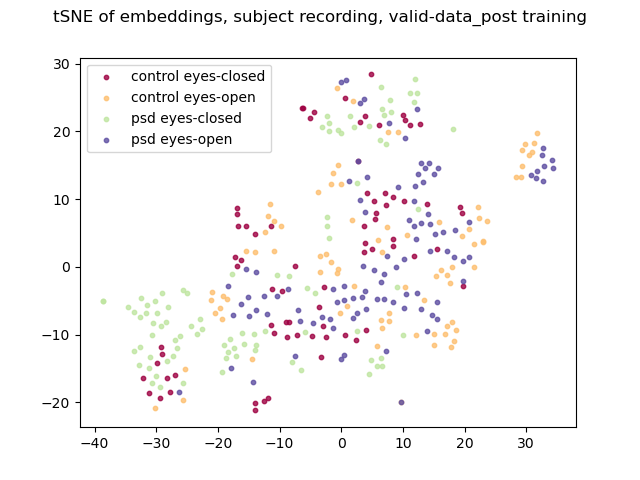 tSNE of embeddings, subject recording, valid-data_post training
control eyes-closed
control eyes-open
psd eyes-closed
psd eyes-open
30
20
10
0
−10
−20
−40 −30 −20 −10 0 10 20 30